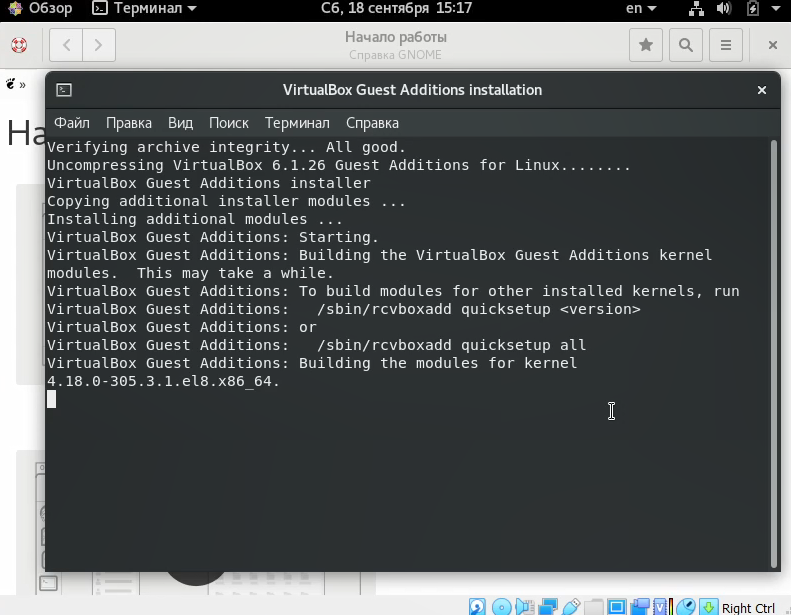 Обзор Терминал Сб, 18 сентября 15:17 en
Начало работы
Справка GNOME
»
На
VirtualBox Guest Additions installation
Файл Правка Вид Поиск Терминал Справка
Verifying archive integrity... All good.
Uncompressing VirtualBox 6.1.26 Guest Additions for Linux........
VirtualBox Guest Additions installer
Copying additional installer modules ...
Installing additional modules ...
VirtualBox Guest Additions: Starting.
VirtualBox Guest Additions: Building the VirtualBox Guest Additions kernel
modules.  This may take a while.
VirtualBox Guest Additions: To build modules for other installed kernels, run
VirtualBox Guest Additions:   /sbin/rcvboxadd quicksetup <version>
VirtualBox Guest Additions: or
VirtualBox Guest Additions:   /sbin/rcvboxadd quicksetup all
VirtualBox Guest Additions: Building the modules for kernel
4.18.0-305.3.1.el8.x86_64.
Right Ctrl